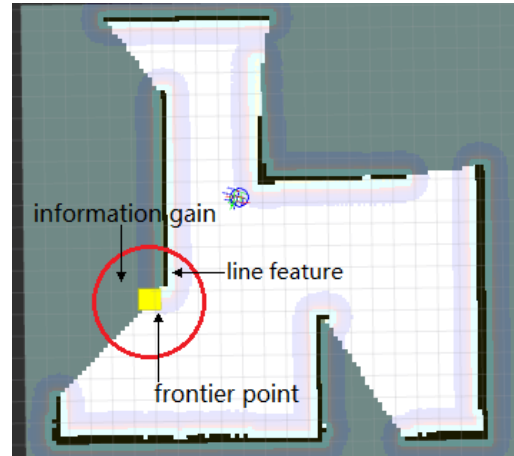 information gain
line feature
frontier point